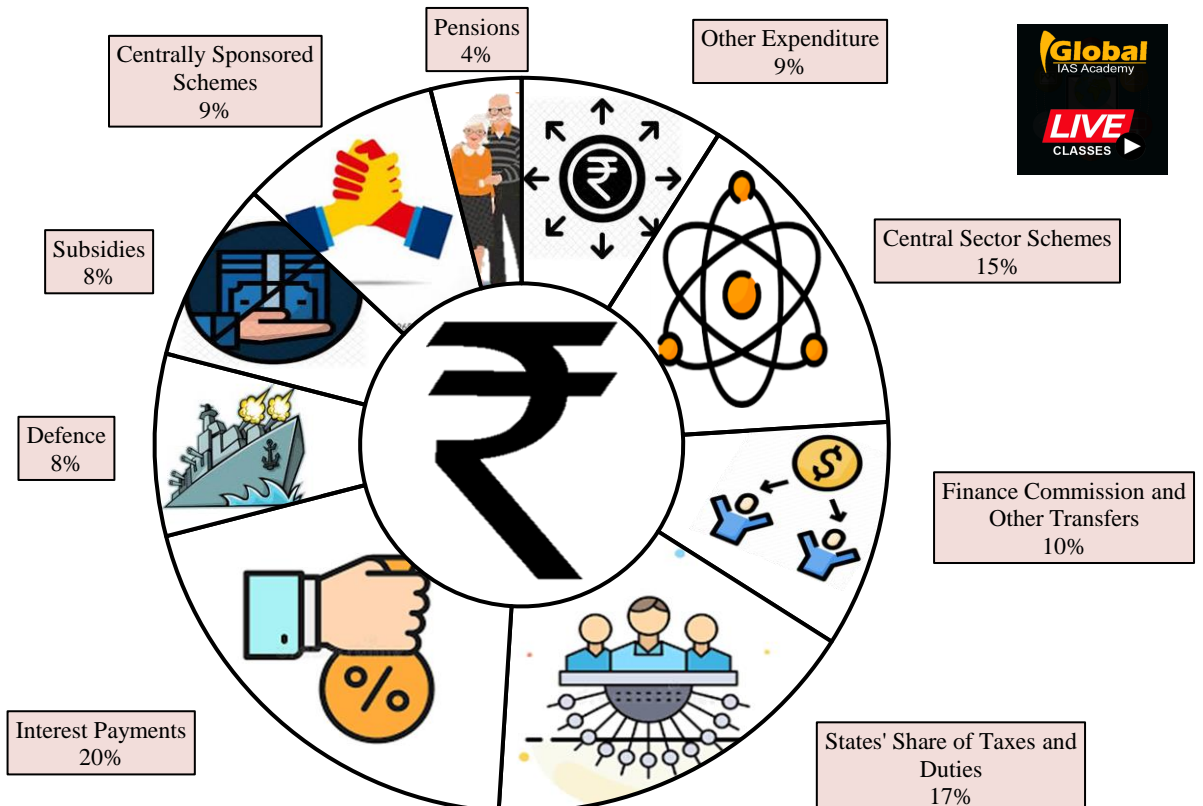 Pensions
4%
Other Expenditure
9%
Global
IAS Academy
LIVE
CLASSES
Centrally Sponsored
Schemes
9%
Central Sector Schemes
15%
Subsidies
8%
₹
₹
Defence
8%
$
Finance Commission and
Other Transfers
10%
%
Interest Payments
20%
States' Share of Taxes and
Duties
17%